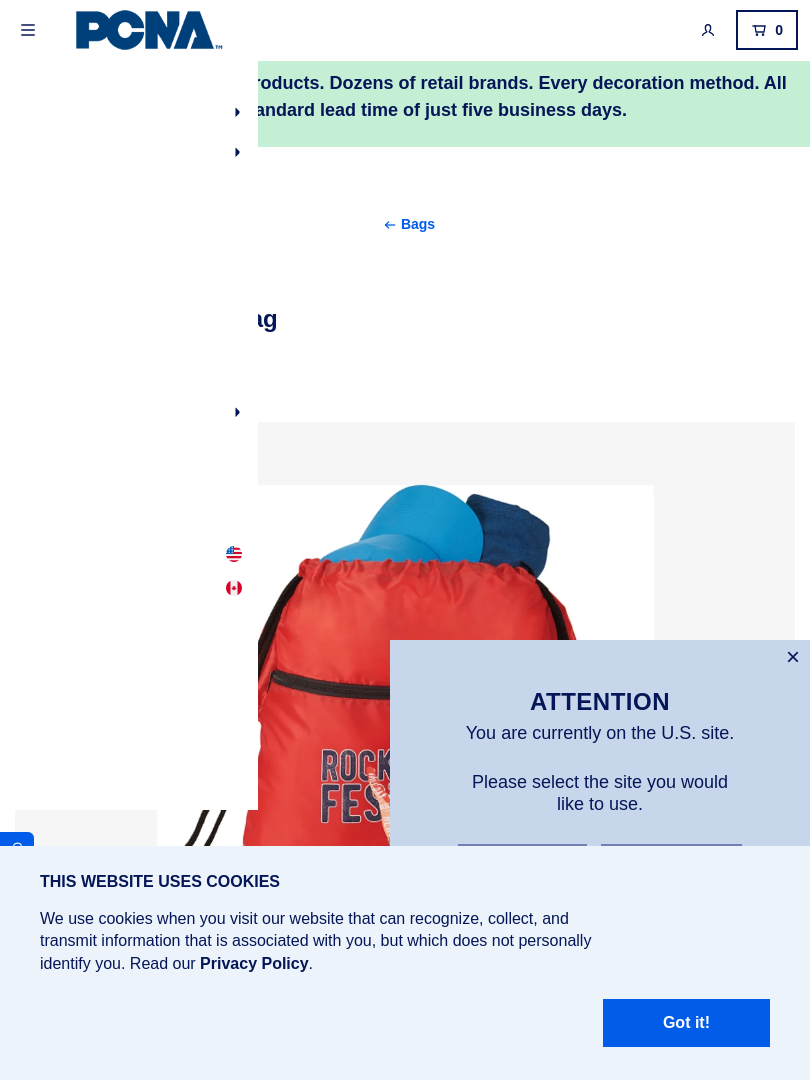 PCNA™
0
roducts. Dozens of retail brands. Every decoration method. All
andard lead time of just five business days.
← Bags
ag
ROCK
FES
×
ATTENTION
You are currently on the U.S. site.
Please select the site you would
like to use.
THIS WEBSITE USES COOKIES
We use cookies when you visit our website that can recognize, collect, and
transmit information that is associated with you, but which does not personally
identify you. Read our Privacy Policy.
Got it!